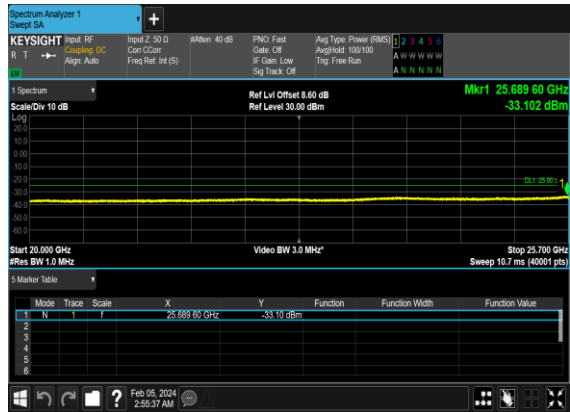 Spectrum Analyzer 1
Swept SA
+
KEYSIGHT Input: RF Input Z: 50 Ω #Atten: 40 dB PNO: Fast Avg Type: Power (RMS) 1 2 3 4 5 6
R T Coupling: DC Corr CCorr Gate: Off Avg|Hold: 100/100 A W W W W W
Align: Auto Freq Ref: Int (S) IF Gain: Low Trig: Free Run
LW Sig Track: Off A N N N N N
1 Spectrum Ref Lvl Offset 8.60 dB Mkr1 25.689 60 GHz
Scale/Div 10 dB Ref Level 30.00 dBm -33.102 dBm
Log
20.0
10.0
0.00
-10.0
-20.0
DL1 -25.00
1
-30.0
-40.0
-50.0
-60.0
Start 20.000 GHz Video BW 3.0 MHz* Stop 25.700 GHz
#Res BW 1.0 MHz Sweep 10.7 ms (40001 pts)
5 Marker Table
Mode Trace Scale X Y Function Function Width Function Value
1 N 1 f 25.689 60 GHz -33.10 dBm
2
3
4
5
6
? Feb 05, 2024
2:55:37 AM